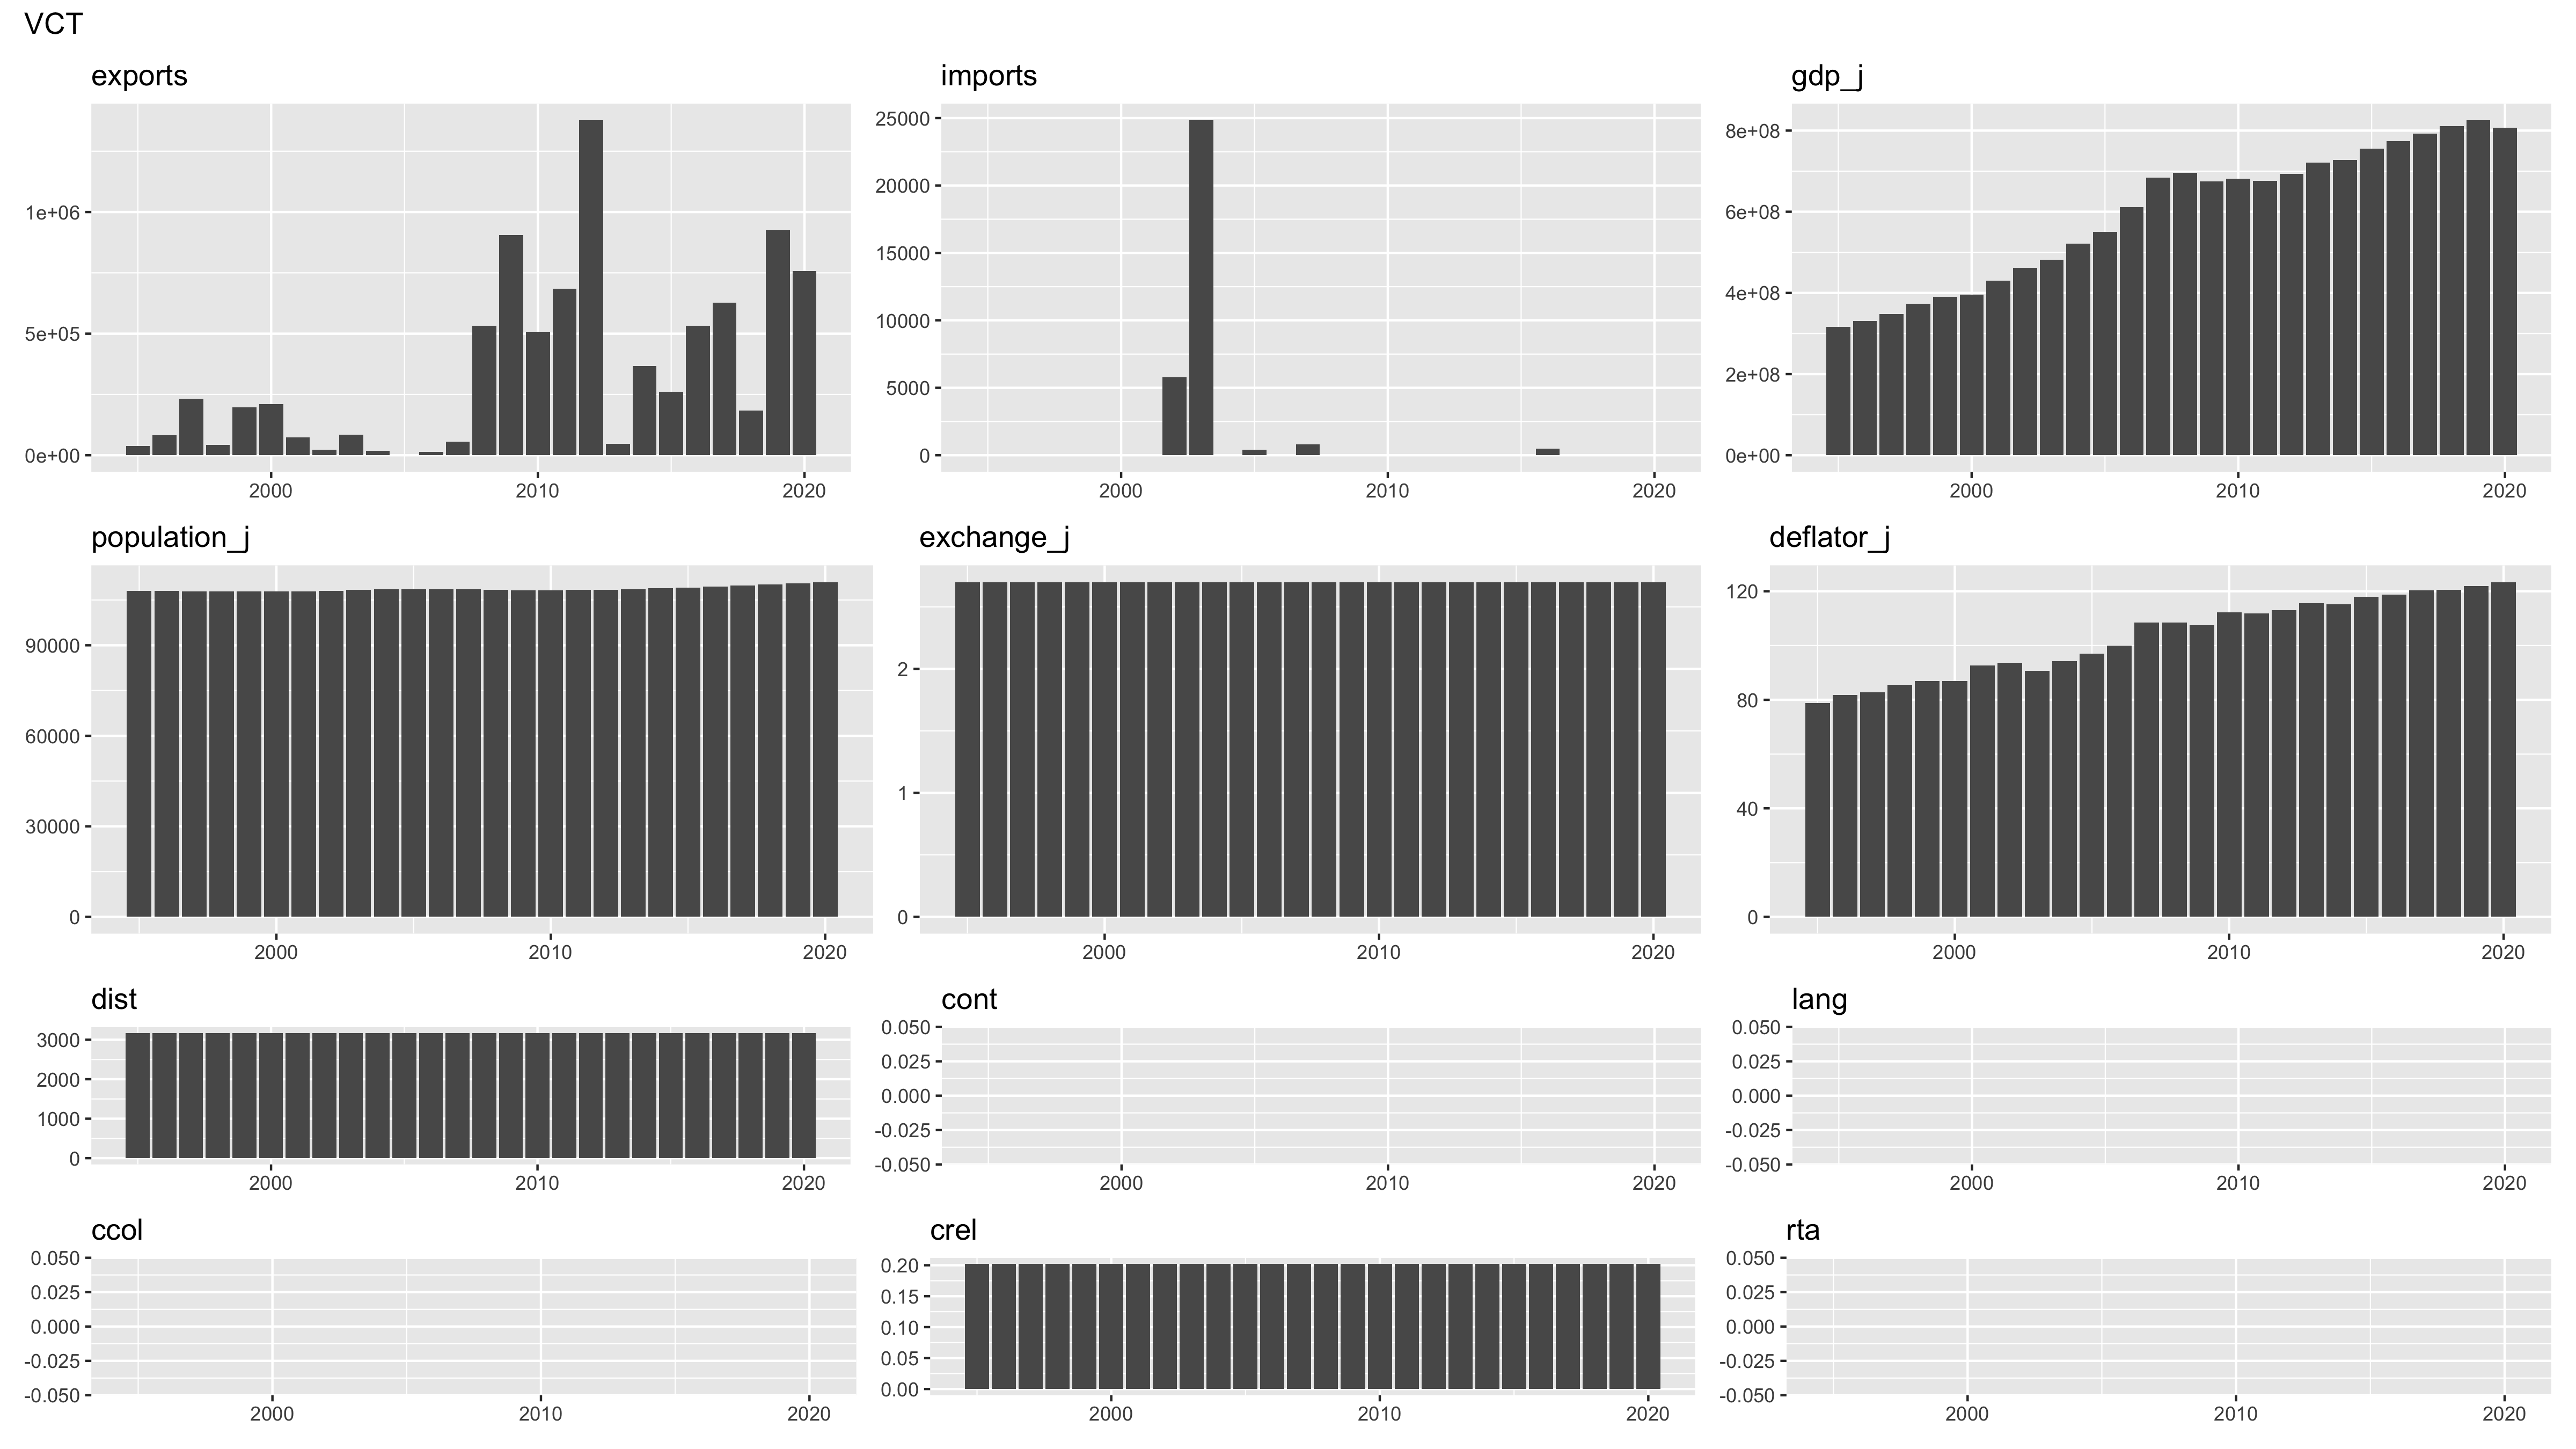 VCT
exports
imports
gdp_j
1e+06
5e+05
0e+00
2000 2010 2020
25000
20000
15000
10000
5000
0
2000 2010 2020
8e+08
6e+08
4e+08
2e+08
0e+00
2000 2010 2020
population_j
exchange_j
deflator_j
90000
60000
30000
0
2000 2010 2020
2
1
0
2000 2010 2020
120
80
40
0
2000 2010 2020
dist
cont
lang
3000
2000
1000
0
2000 2010 2020
0.050
0.025
0.000
-0.025
-0.050
2000 2010 2020
0.050
0.025
0.000
-0.025
-0.050
2000 2010 2020
ccol
crel
rta
0.050
0.025
0.000
-0.025
-0.050
2000 2010 2020
0.20
0.15
0.10
0.05
0.00
2000 2010 2020
0.050
0.025
0.000
-0.025
-0.050
2000 2010 2020